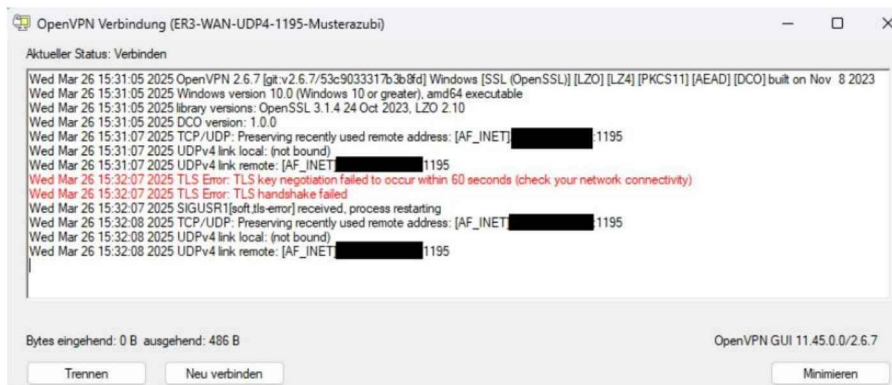 OpenVPN Verbindung (ER3-WAN-UDP4-1195-Musterazubi)
Aktueller Status: Verbinden
Wed Mar 26 15:31:05 2025 OpenVPN 2.6.7 [git:v2.6.7/53c9033317b3b8fd] Windows [SSL (OpenSSL)] [LZO] [LZ4] [PKCS11] [AEAD] [DCO] built on Nov 8 2023
Wed Mar 26 15:31:05 2025 Windows version 10.0 (Windows 10 or greater), amd64 executable
Wed Mar 26 15:31:05 2025 library versions: OpenSSL 3.1.4 24 Oct 2023, LZO 2.10
Wed Mar 26 15:31:05 2025 DCO version: 1.0.0
Wed Mar 26 15:31:07 2025 TCP/UDP: Preserving recently used remote address: [AF_INET] :1195
Wed Mar 26 15:31:07 2025 UDPv4 link local: (not bound)
Wed Mar 26 15:31:07 2025 UDPv4 link remote: [AF_INET] 1195
Wed Mar 26 15:32:07 2025 TLS Error: TLS key negotiation failed to occur within 60 seconds (check your network connectivity)
Wed Mar 26 15:32:07 2025 TLS Error: TLS handshake failed
Wed Mar 26 15:32:07 2025 SIGUSR1[soft,tls-error] received, process restarting
Wed Mar 26 15:32:08 2025 TCP/UDP: Preserving recently used remote address: [AF_INET] :1195
Wed Mar 26 15:32:08 2025 UDPv4 link local: (not bound)
Wed Mar 26 15:32:08 2025 UDPv4 link remote: [AF_INET] 1195
Bytes eingehend: 0 B ausgehend: 486 B
OpenVPN GUI 11.45.0.0/2.6.7
Trennen
Neu verbinden
Minimieren